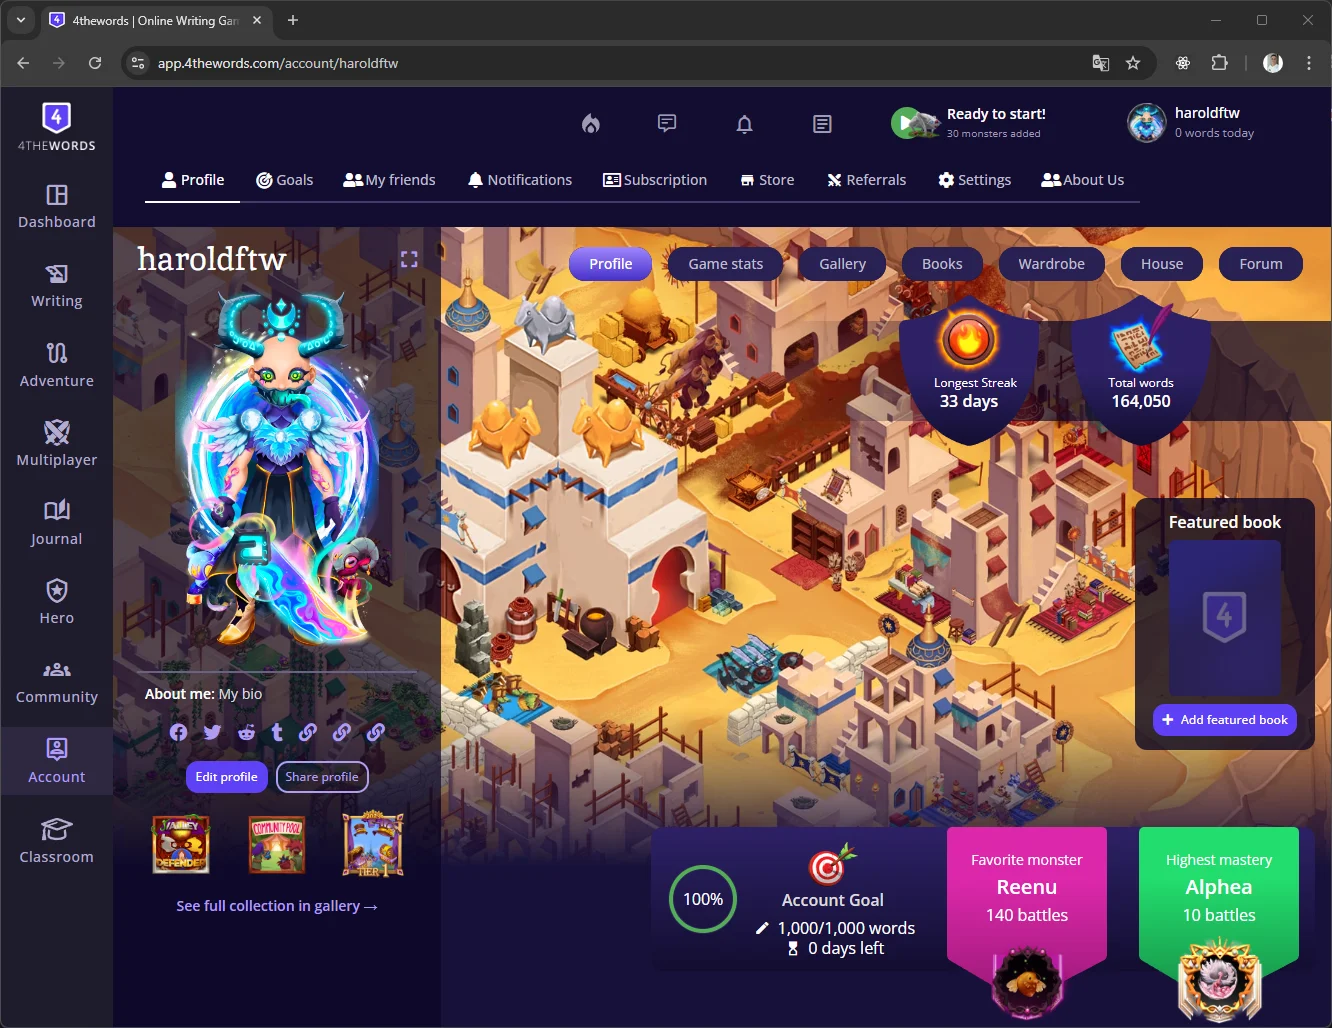 4thewords | Online Writing Gan
app.4thewords.com/account/haroldftw
4
4THEWORDS
Ready to start!
30 monsters added
haroldftw
0 words today
Profile
Goals
My friends
Notifications
Subscription
Store
Referrals
Settings
About Us
Dashboard
Writing
Adventure
Multiplayer
Journal
Hero
Community
Account
Classroom
haroldftw
Profile
Game stats
Gallery
Books
Wardrobe
House
Forum
Longest Streak
33 days
Total words
164,050
Featured book
4
+ Add featured book
About me: My bio
Edit profile
Share profile
DEFENDER
COMMUNITY POOL
TIER 1
See full collection in gallery →
100%
Account Goal
1,000/1,000 words
0 days left
Favorite monster
Reenu
140 battles
Highest mastery
Alphea
10 battles